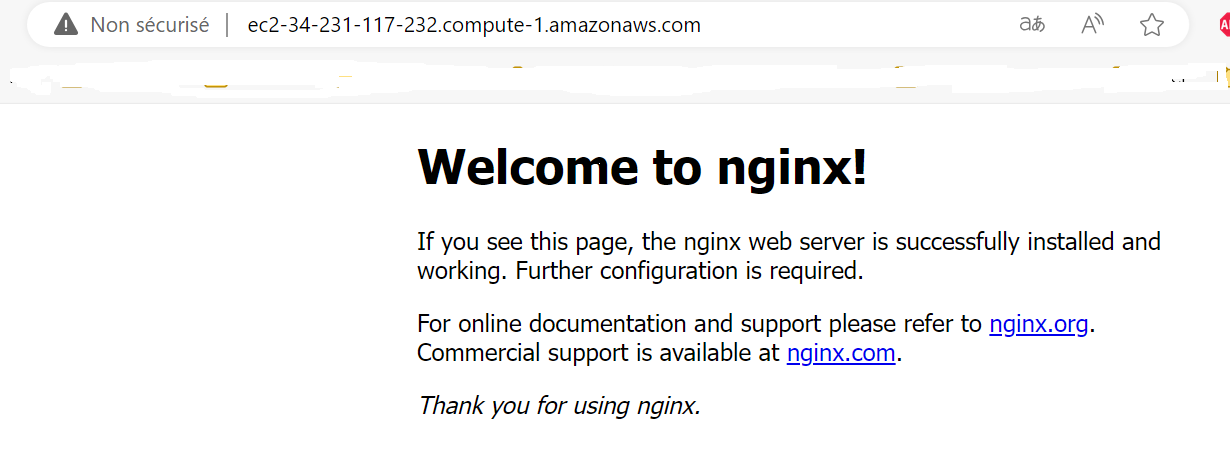 Non sécurisé | ec2-34-231-117-232.compute-1.amazonaws.com
Welcome to nginx!
If you see this page, the nginx web server is successfully installed and
working. Further configuration is required.
For online documentation and support please refer to nginx.org.
Commercial support is available at nginx.com.
Thank you for using nginx.